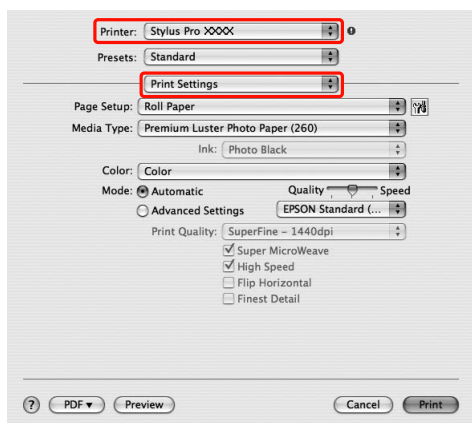 Printer: Stylus Pro XXXX
Presets: Standard
Print Settings
Page Setup: Roll Paper
Media Type: Premium Luster Photo Paper (260)
Ink: Photo Black
Color: Color
Mode: Automatic Quality Speed
Advanced Settings EPSON Standard (...
Print Quality: SuperFine - 1440dpi
Super MicroWeave
High Speed
Flip Horizontal
Finest Detail
? PDF Preview Cancel Print